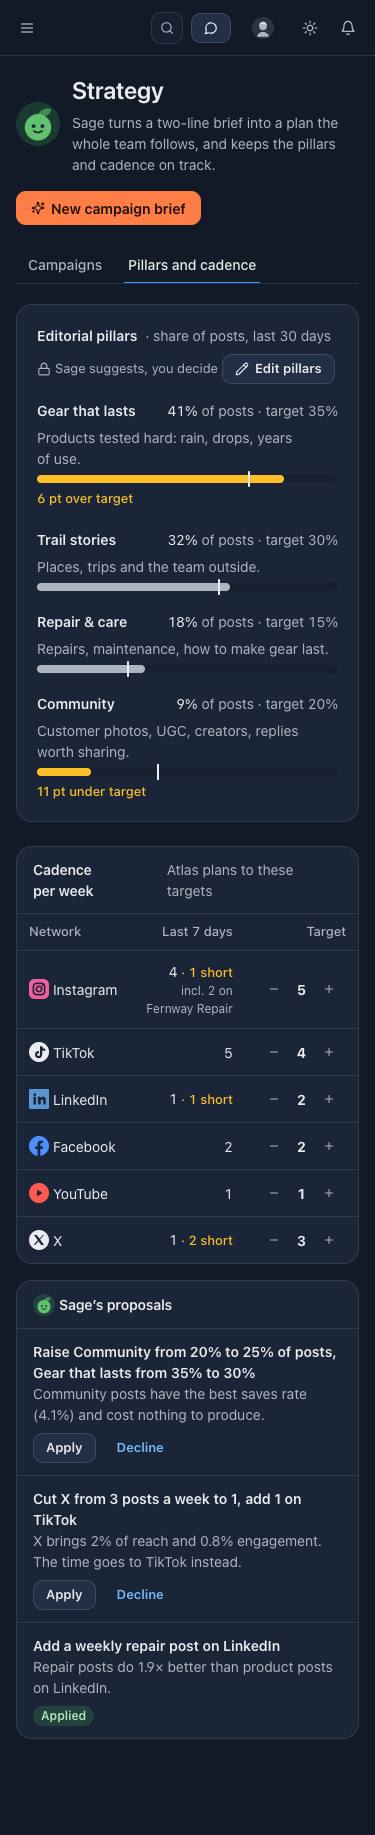 Strategy
Sage turns a two-line brief into a plan the
whole team follows, and keeps the pillars
and cadence on track.
New campaign brief
Campaigns Pillars and cadence
Editorial pillars · share of posts, last 30 days
Sage suggests, you decide Edit pillars
Gear that lasts 41% of posts · target 35%
Products tested hard: rain, drops, years
of use.
6 pt over target
Trail stories 32% of posts · target 30%
Places, trips and the team outside.
Repair & care 18% of posts · target 15%
Repairs, maintenance, how to make gear last.
Community 9% of posts · target 20%
Customer photos, UGC, creators, replies
worth sharing.
11 pt under target
Cadence
per week
Atlas plans to these
targets
Network Last 7 days Target
Instagram 4 · 1 short
incl. 2 on
Fernway Repair
− 5 +
TikTok 5 − 4 +
LinkedIn 1 · 1 short − 2 +
Facebook 2 − 2 +
YouTube 1 − 1 +
X 1 · 2 short − 3 +
Sage's proposals
Raise Community from 20% to 25% of posts,
Gear that lasts from 35% to 30%
Community posts have the best saves rate
(4.1%) and cost nothing to produce.
Apply Decline
Cut X from 3 posts a week to 1, add 1 on
TikTok
X brings 2% of reach and 0.8% engagement.
The time goes to TikTok instead.
Apply Decline
Add a weekly repair post on LinkedIn
Repair posts do 1.9× better than product posts
on LinkedIn.
Applied